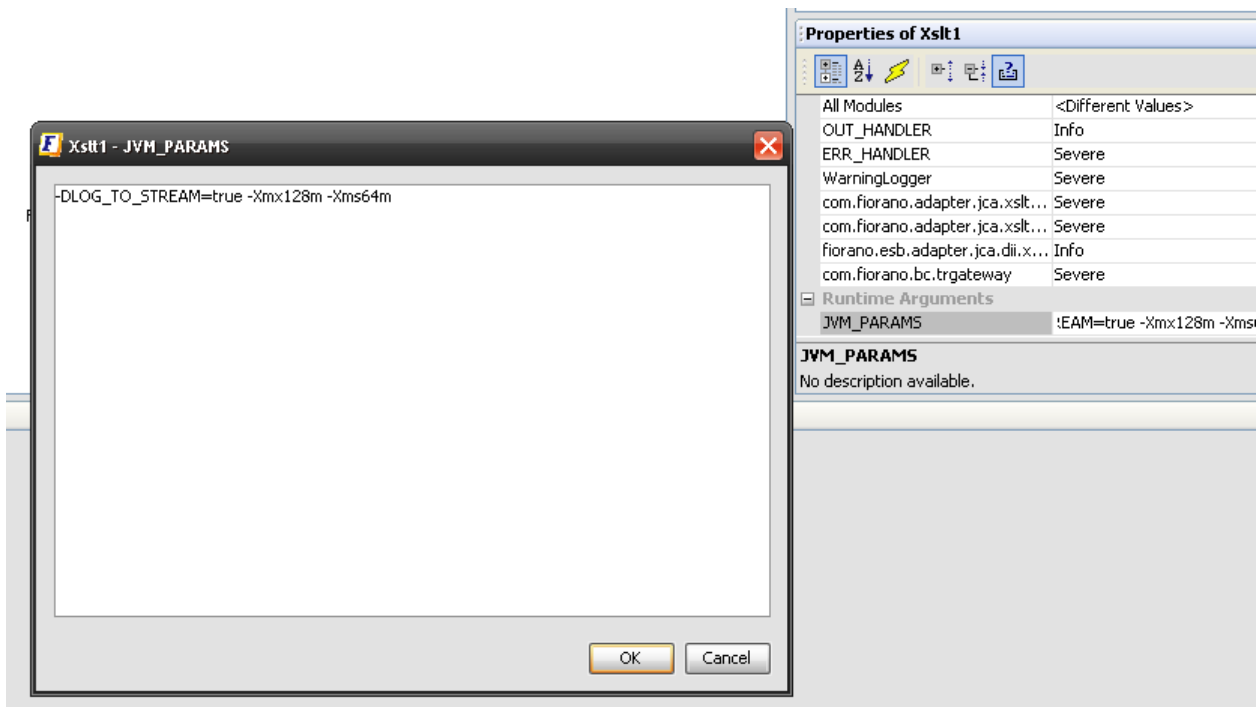 Properties of Xslt1
All Modules <Different Values>
OUT_HANDLER Info
ERR_HANDLER Severe
WarningLogger Severe
com.fiorano.adapter.jca.xslt... Severe
com.fiorano.adapter.jca.xslt... Severe
fiorano.esb.adapter.jca.dii.x... Info
com.fiorano.bc.trgateway Severe
Runtime Arguments
JVM_PARAMS EAM=true -Xmx128m -Xms
JVM_PARAMS
No description available.
Xstt1 - JVM_PARAMS
-DLOG_TO_STREAM=true -Xmx128m -Xms64m
OK Cancel